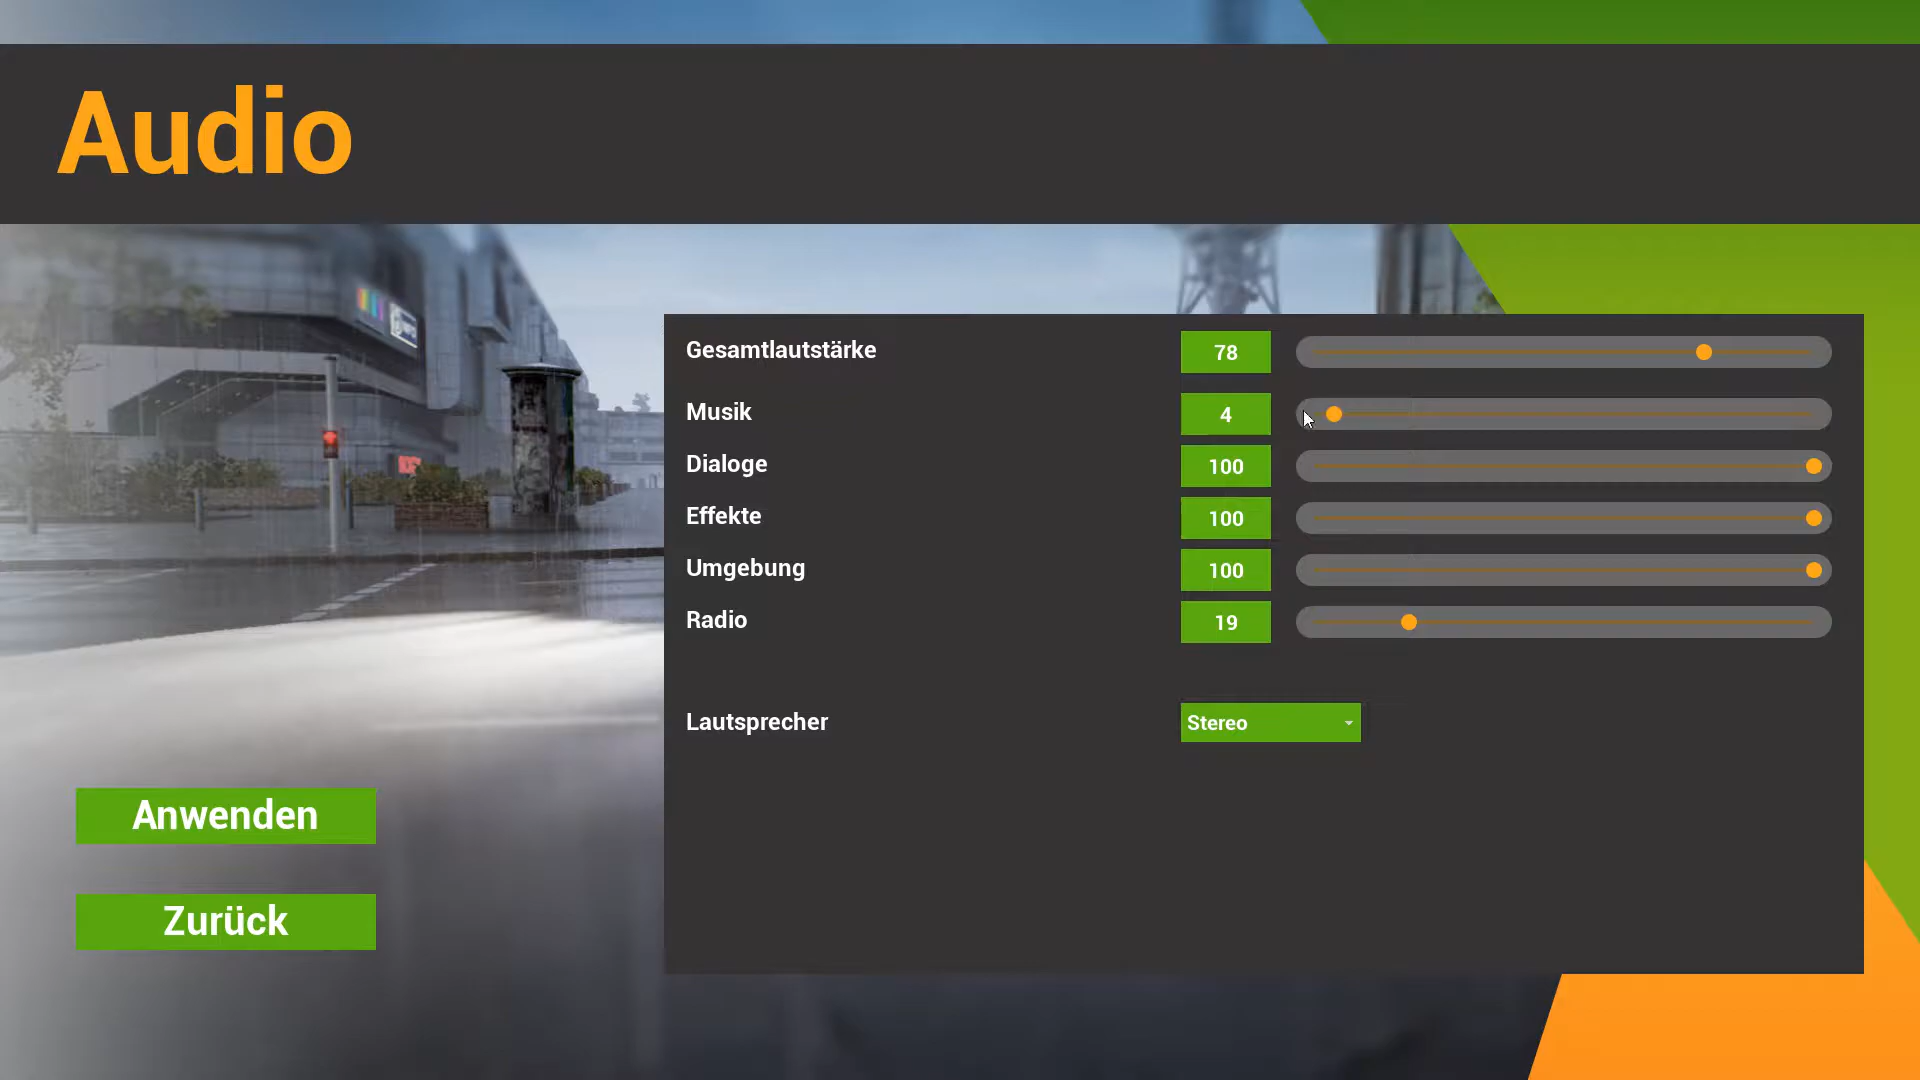 Audio
Gesamtlautstärke 78
Musik 4
Dialoge 100
Effekte 100
Umgebung 100
Radio 19
Lautsprecher Stereo
Anwenden
Zurück